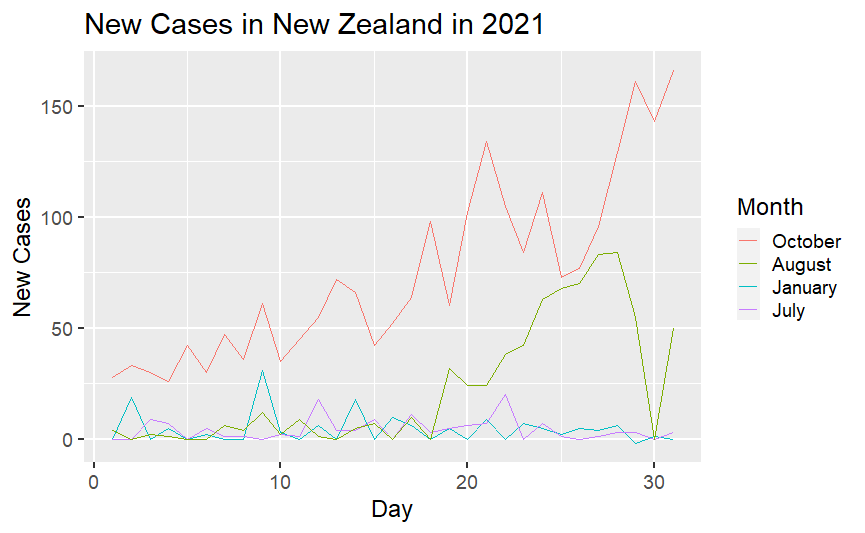 New Cases in New Zealand in 2021
New Cases
150
100
50
0
0 10 20 30
Day
Month
October
August
January
July